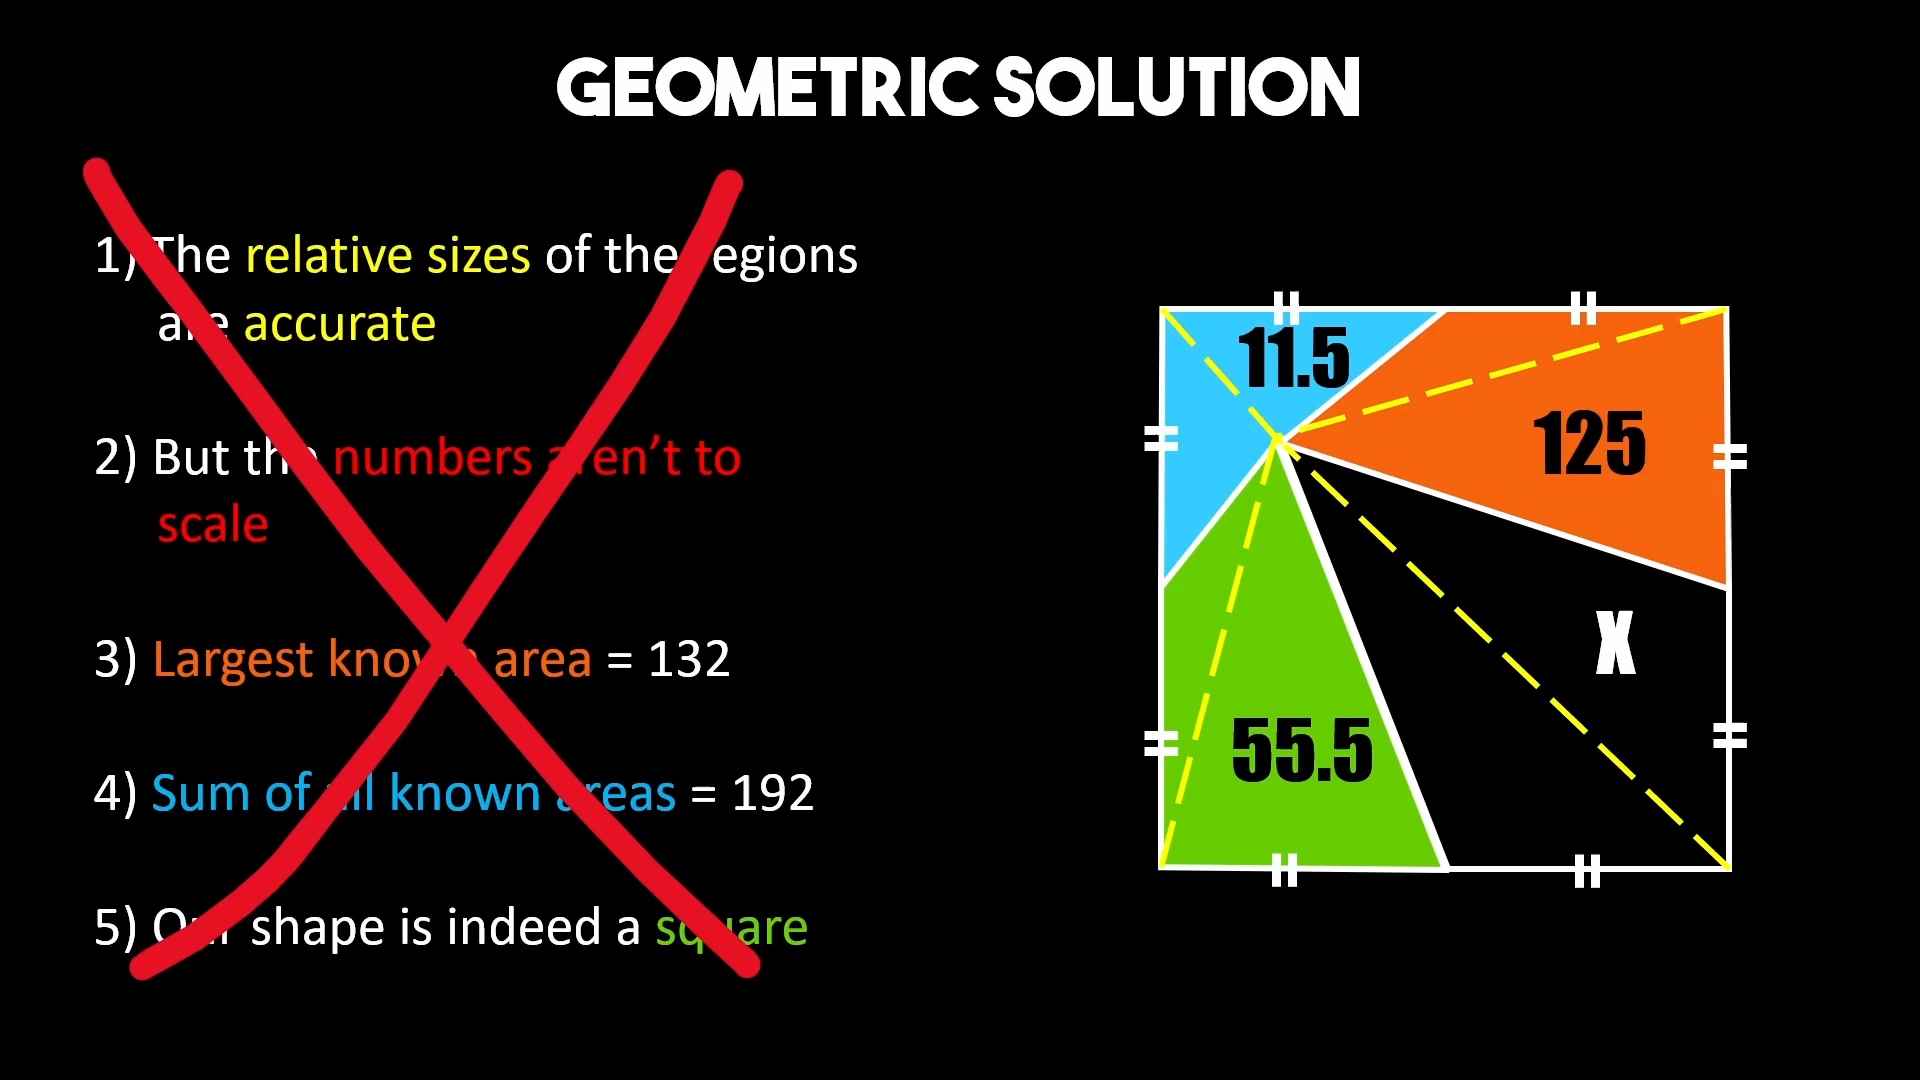 GEOMETRIC SOLUTION
1) The relative sizes of the regions
are accurate
2) But the numbers aren't to
scale
3) Largest known area = 132
4) Sum of all known areas = 192
5) Our shape is indeed a square
11.5
125
X
55.5